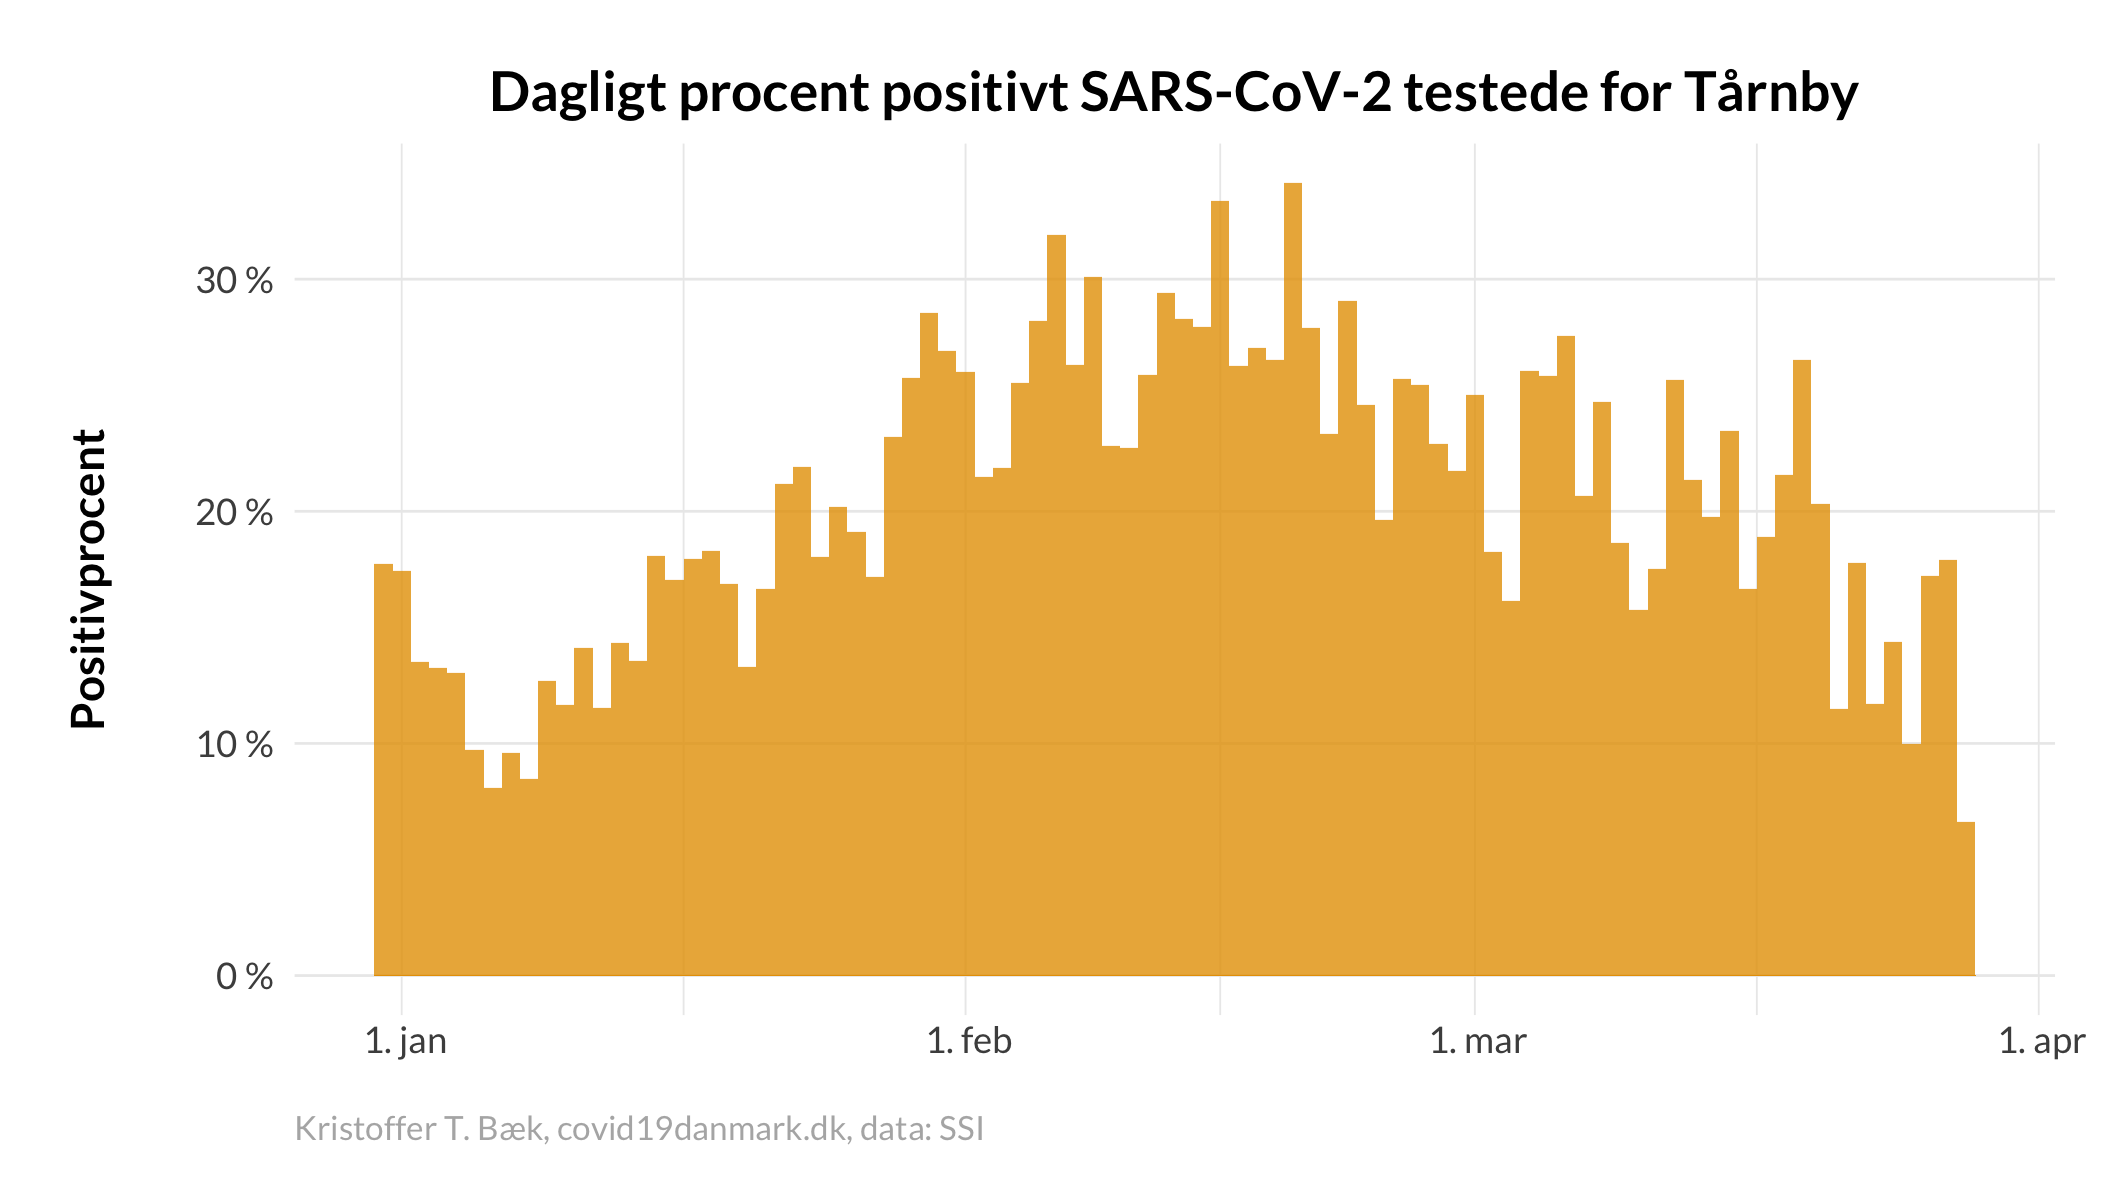 Dagligt procent positivt SARS-CoV-2 testede for Tårnby
Positivprocent
30 %
20 %
10 %
0 %
1. jan
1. feb
1. mar
1. apr
Kristoffer T. Bæk, covid19danmark.dk, data: SSI